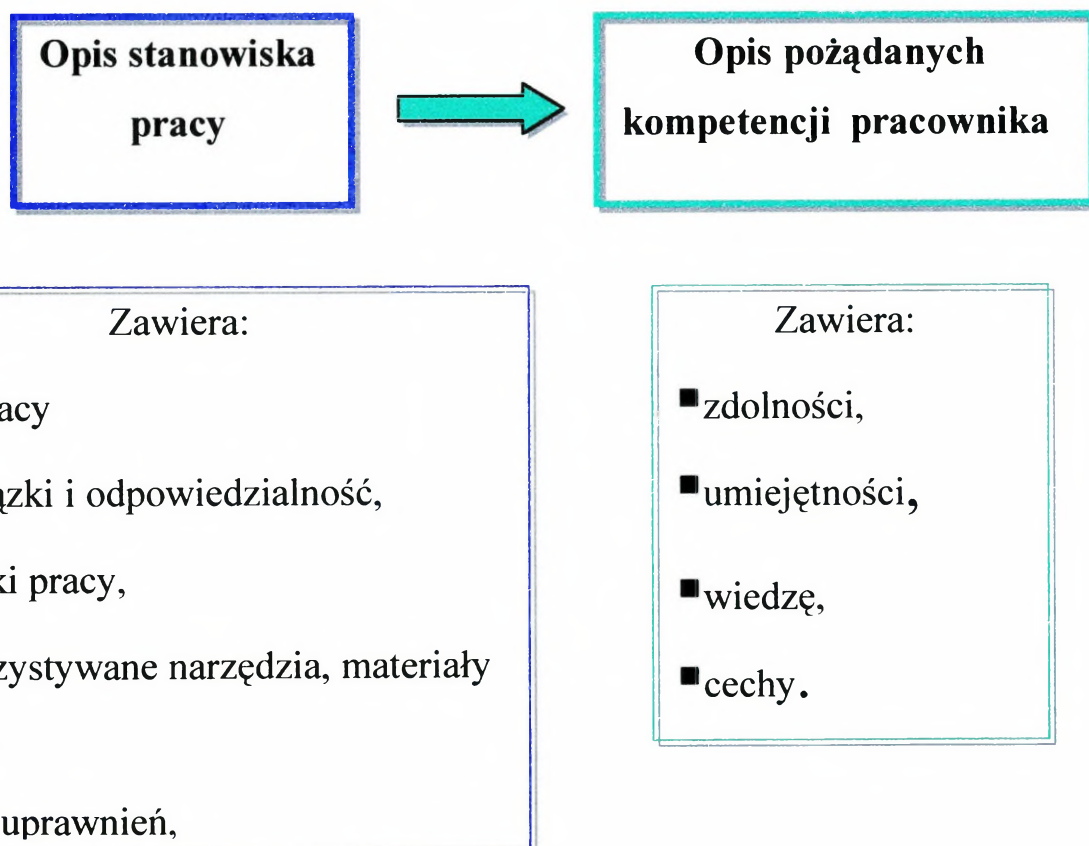 Opis stanowiska
pracy
Opis pożądanych
kompetencji pracownika
Zawiera:
i odpowiedzialność,
pracy,
narzędzia, materiały
uprawnień,
Zawiera:
■ zdolności,
■ umiejętności,
■ wiedzę,
■ cechy.